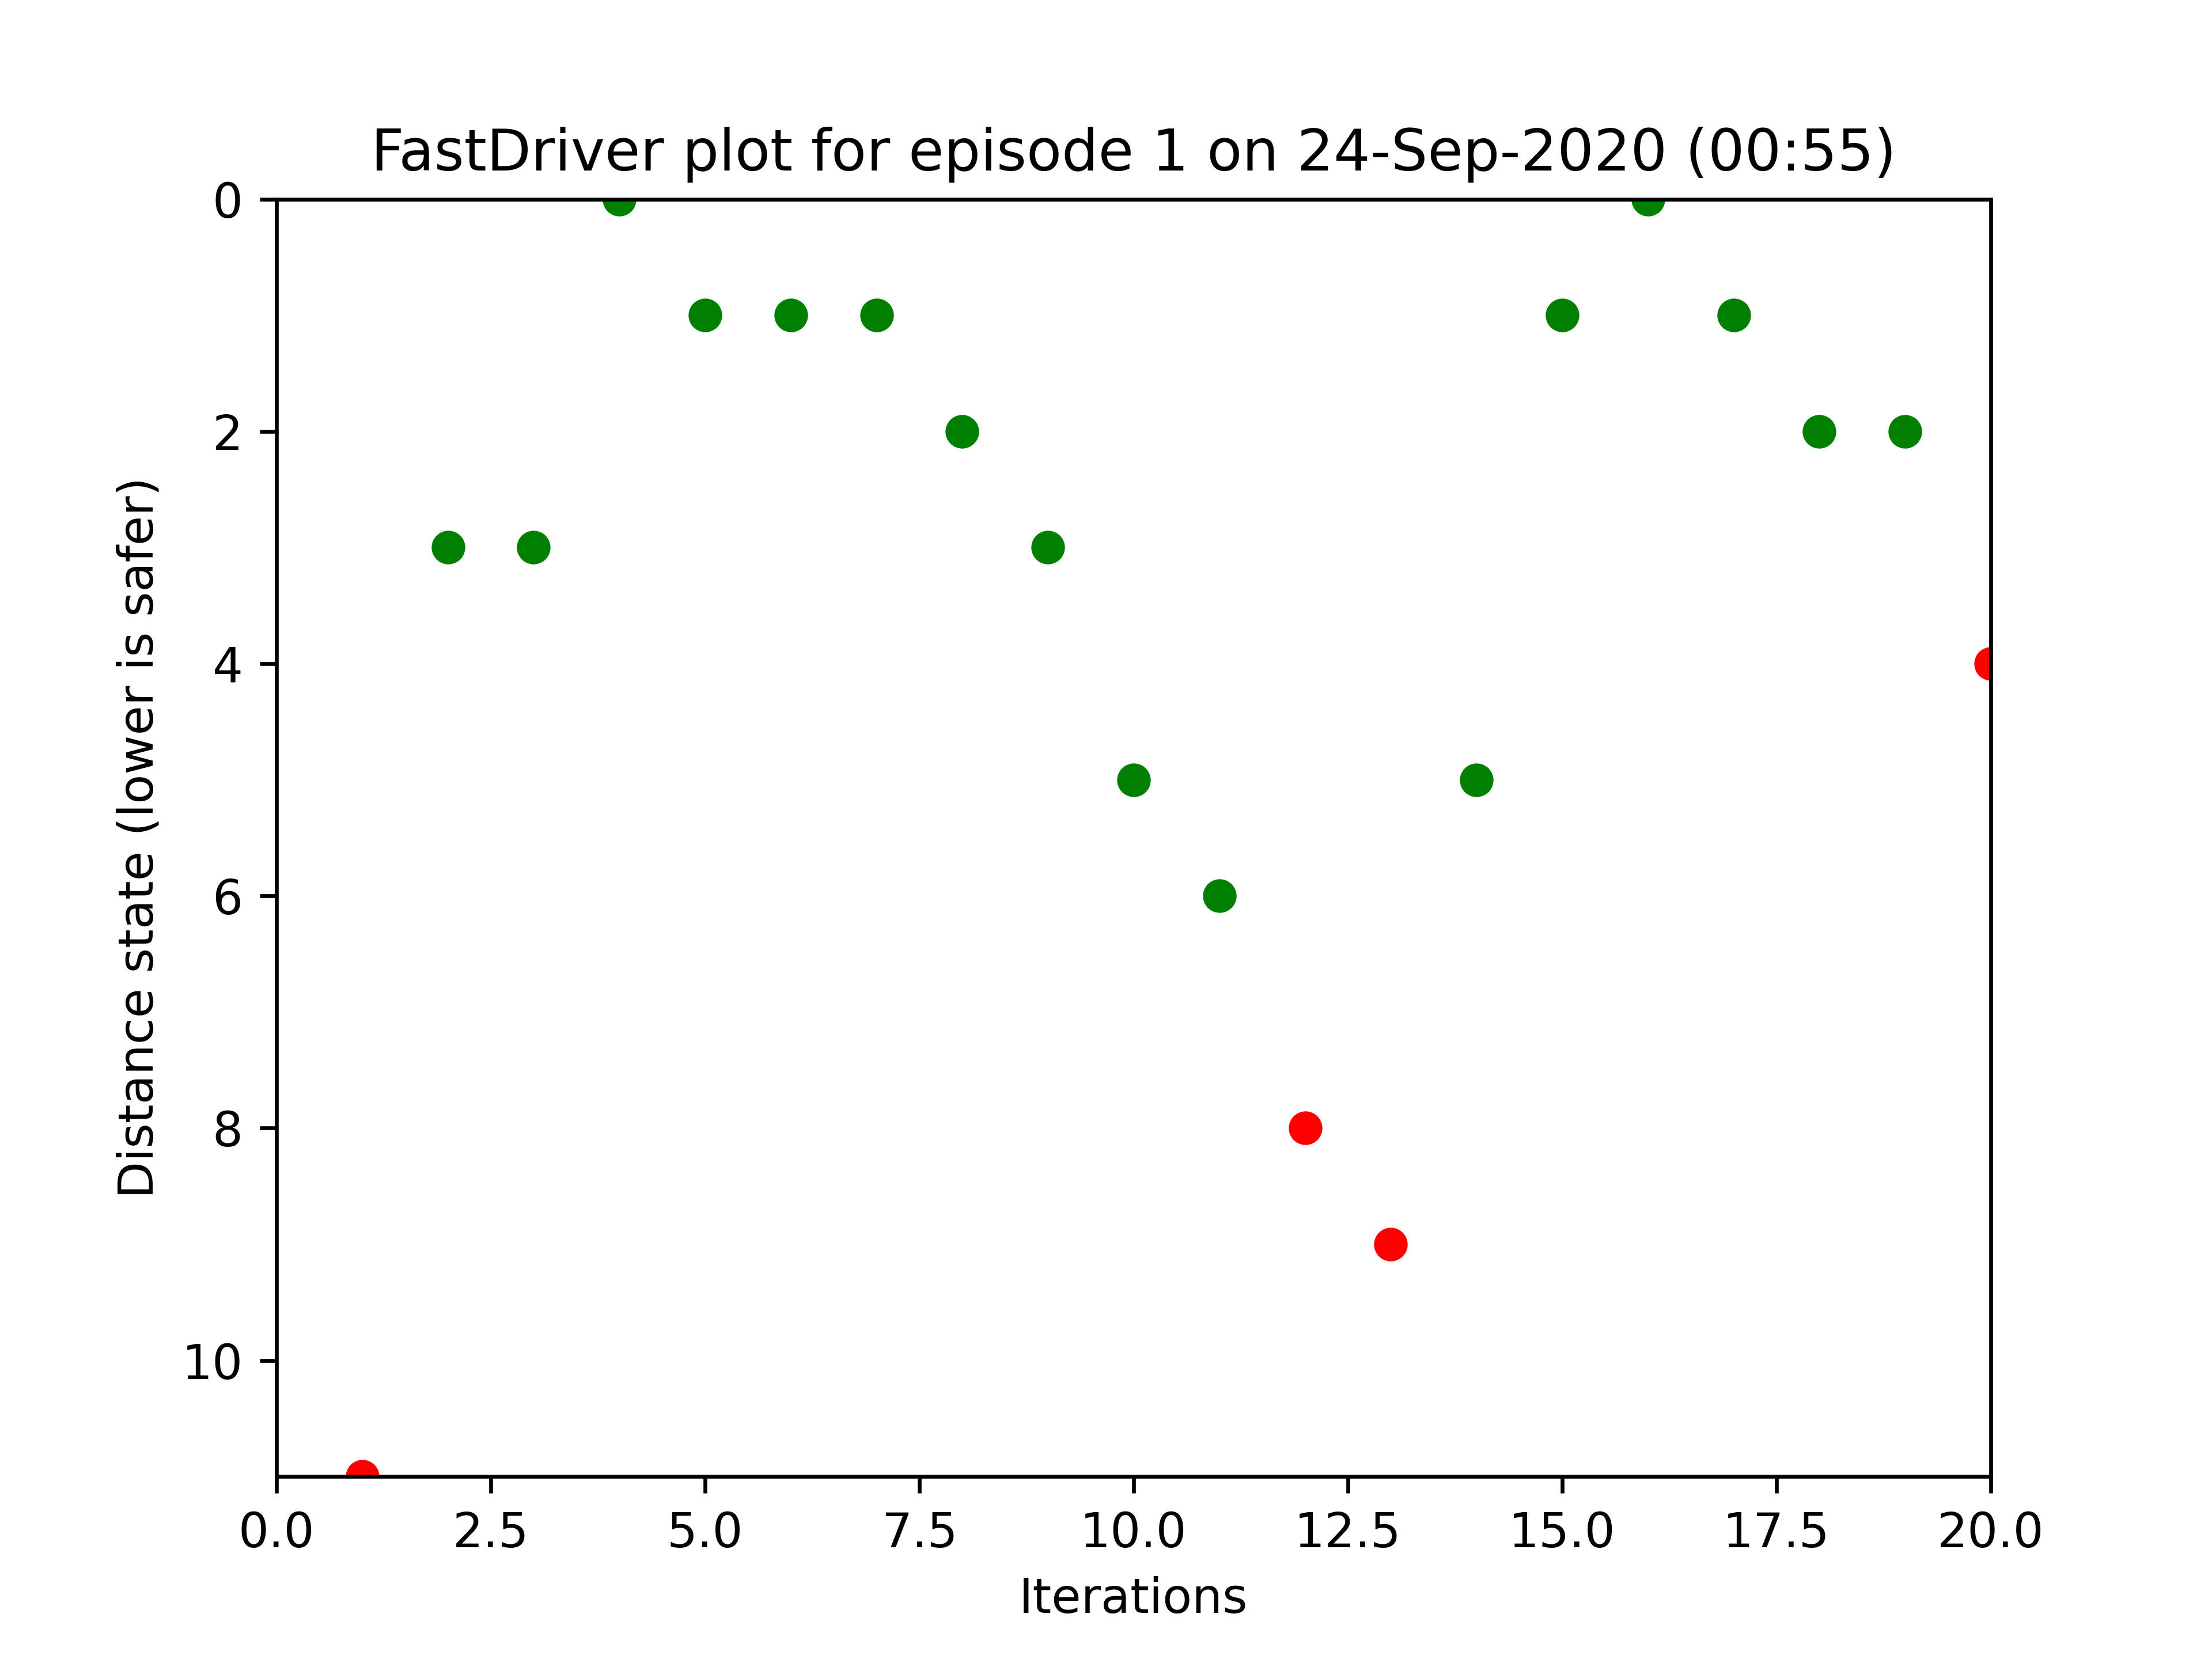 FastDriver plot for episode 1 on 24-Sep-2020 (00:55)
Distance state (lower is safer)
0
2
4
6
8
10
0.0 2.5 5.0 7.5 10.0 12.5 15.0 17.5 20.0
Iterations